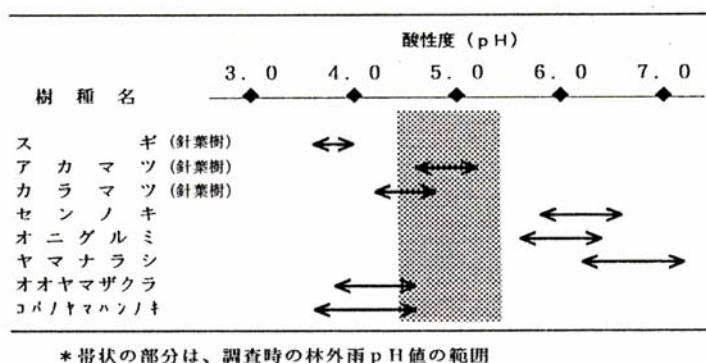 酸性度（ｐＨ）
３．０ ４．０ ５．０ ６．０ ７．０
樹種名
スギ（針葉樹）
アカマツ（針葉樹）
カラマツ（針葉樹）
センノキ
オニグルミ
ヤマナラシ
オオヤマザクラ
コバノヤマハンノキ
＊帯状の部分は、調査時の林外雨ｐＨ値の範囲